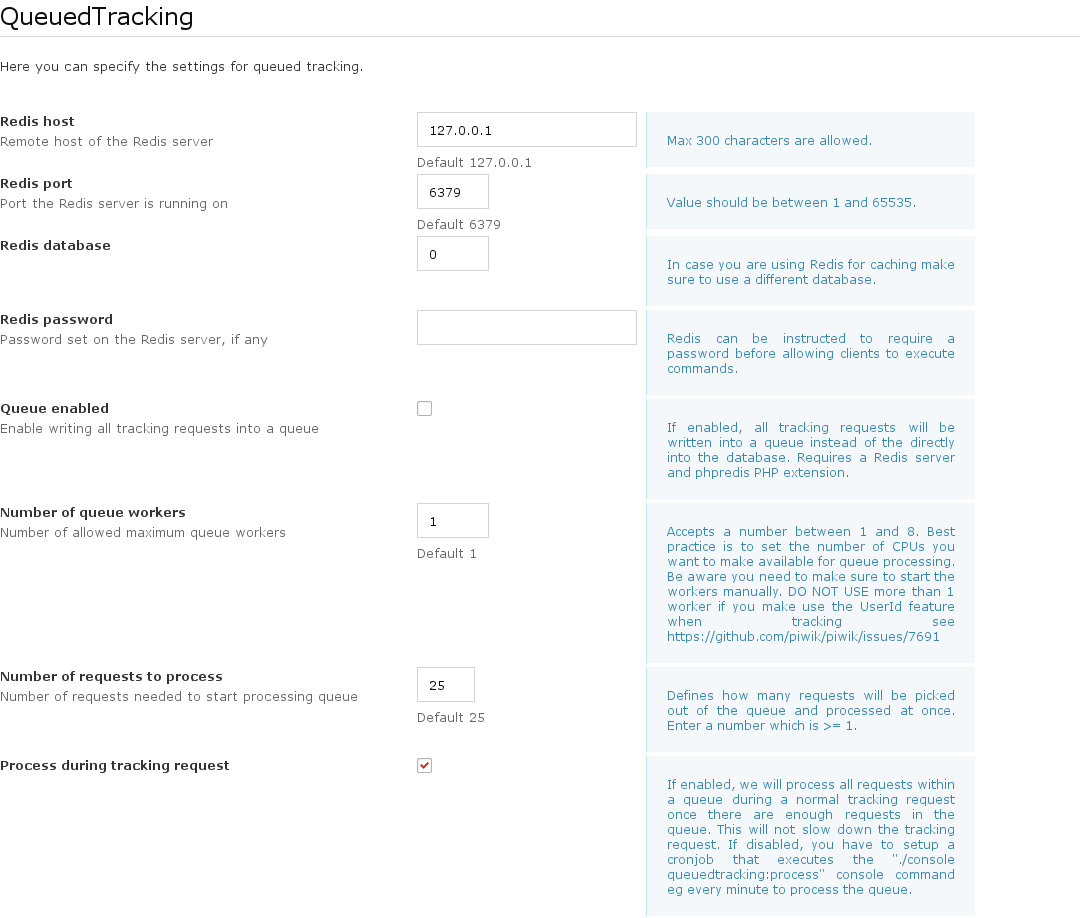 QueuedTracking
Here you can specify the settings for queued tracking.
Redis host
Remote host of the Redis server
127.0.0.1
Default 127.0.0.1
Max 300 characters are allowed.
Redis port
Port the Redis server is running on
6379
Default 6379
Value should be between 1 and 65535.
Redis database
0
In case you are using Redis for caching make
sure to use a different database.
Redis password
Password set on the Redis server, if any
Redis can be instructed to require a
password before allowing clients to execute
commands.
Queue enabled
Enable writing all tracking requests into a queue
If enabled, all tracking requests will be
written into a queue instead of the directly
into the database. Requires a Redis server
and phpredis PHP extension.
Number of queue workers
Number of allowed maximum queue workers
1
Default 1
Accepts a number between 1 and 8. Best
practice is to set the number of CPUs you
want to make available for queue processing.
Be aware you need to make sure to start the
workers manually. DO NOT USE more than 1
worker if you make use the UserId feature
when tracking see
https://github.com/piwik/piwik/issues/7691
Number of requests to process
Number of requests needed to start processing queue
25
Default 25
Defines how many requests will be picked
out of the queue and processed at once.
Enter a number which is >= 1.
Process during tracking request
If enabled, we will process all requests within
a queue during a normal tracking request
once there are enough requests in the
queue. This will not slow down the tracking
request. If disabled, you have to setup a
cronjob that executes the "./console
queuedtracking:process" console command
eg every minute to process the queue.